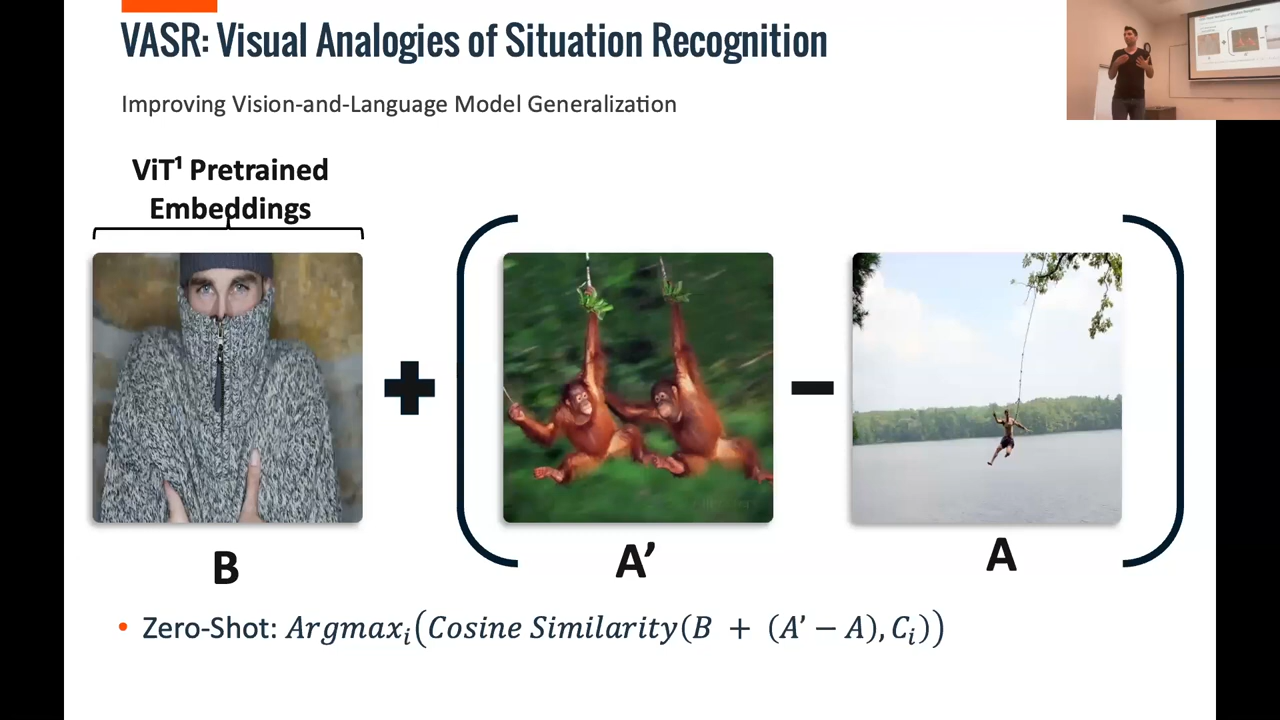 VASR: Visual Analogies of Situation Recognition
Improving Vision-and-Language Model Generalization
ViT¹ Pretrained
Embeddings
B
A’
A
• Zero-Shot: Argmaxᵢ(Cosine Similarity(B + (A’ − A), Cᵢ))